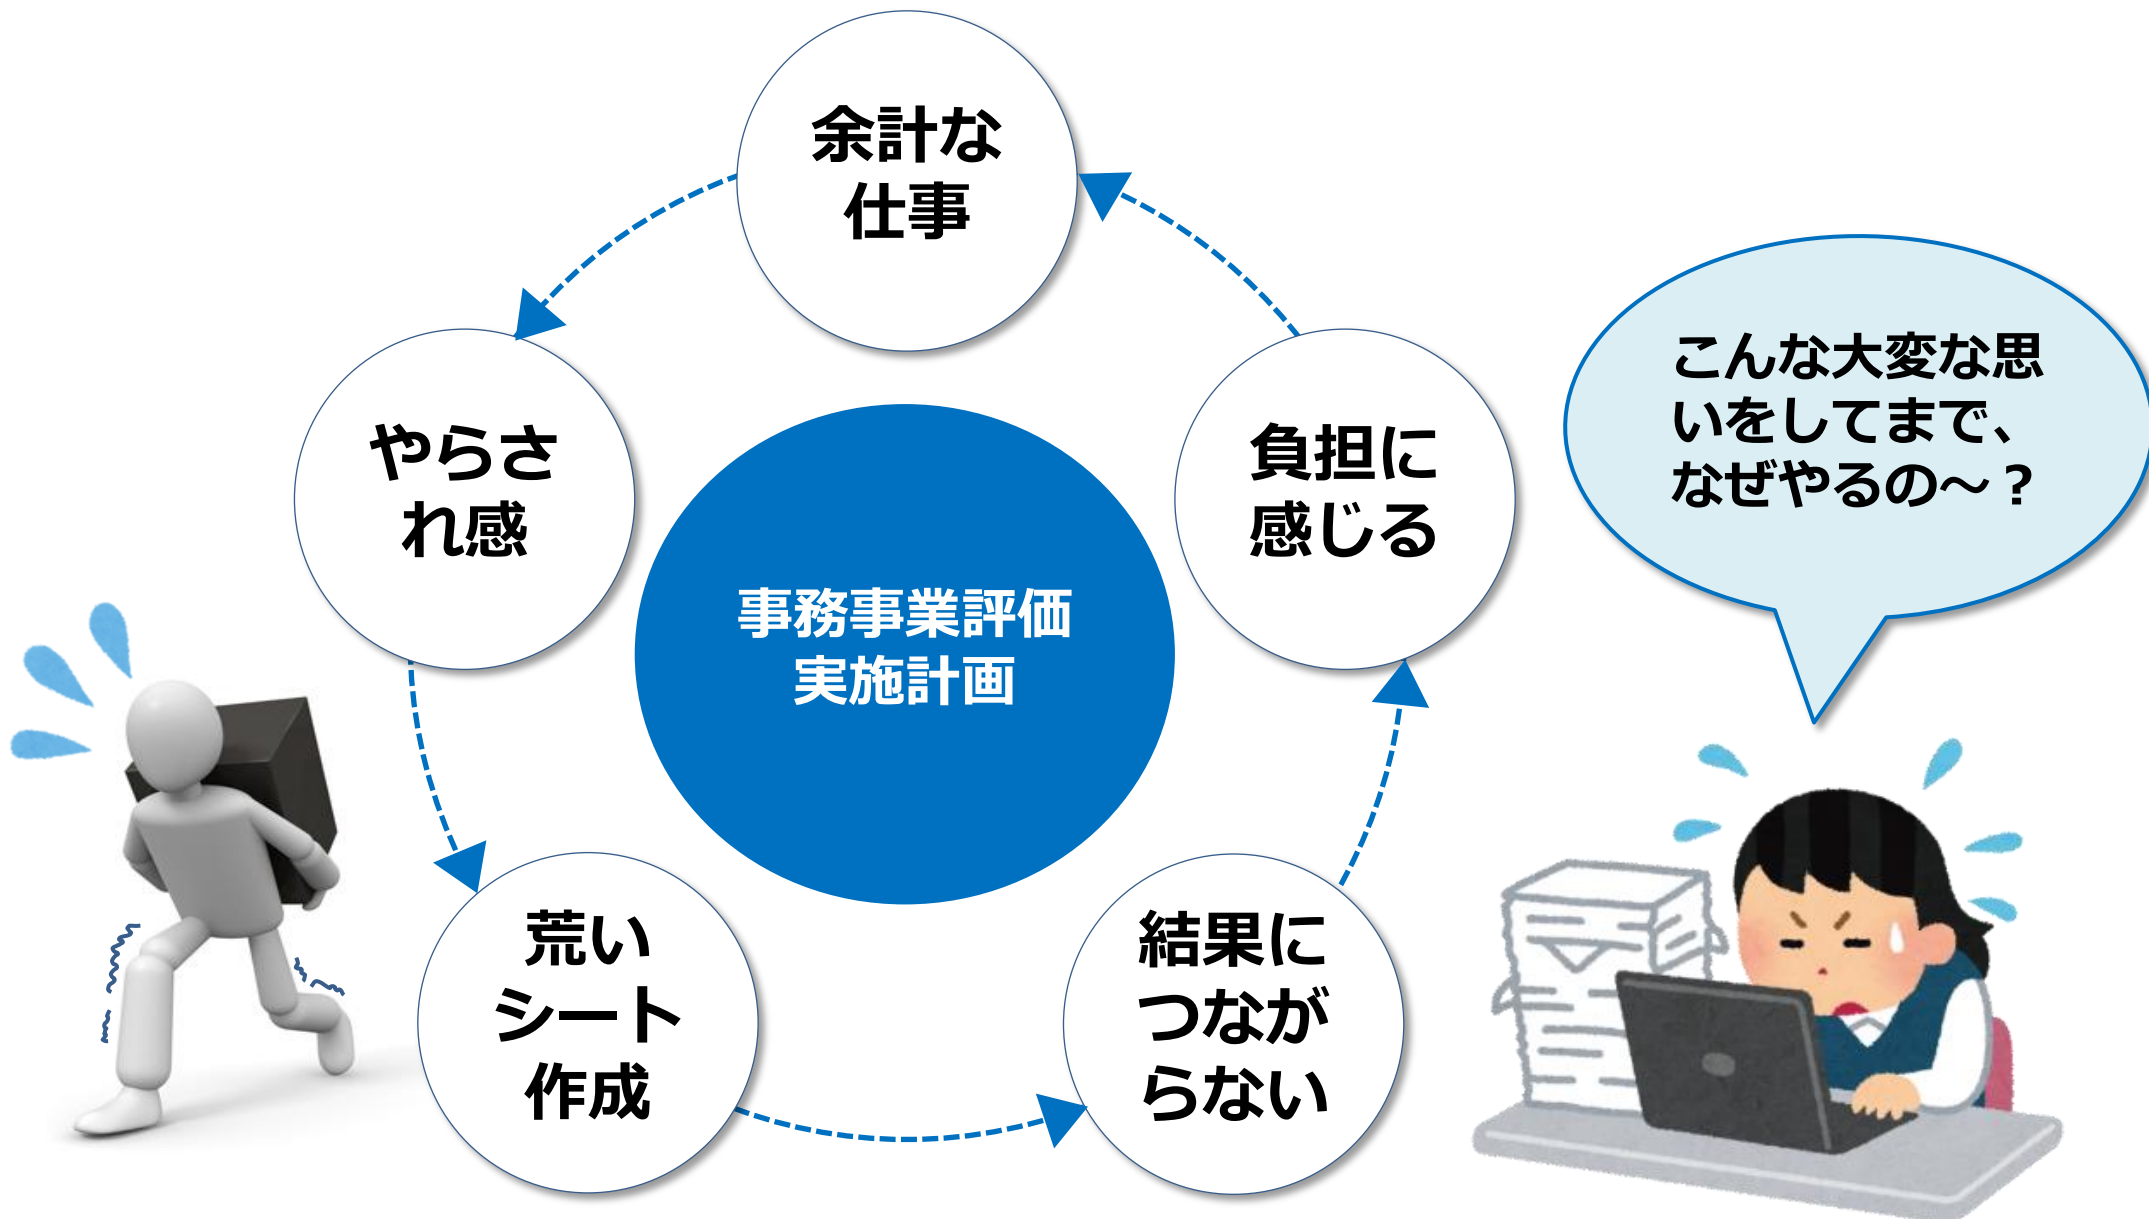 余計な
仕事
やらさ
れ感
荒い
シート
作成
結果に
つなが
らない
負担に
感じる
事務事業評価
実施計画
こんな大変な思
いをしてまで、
なぜやるの～？